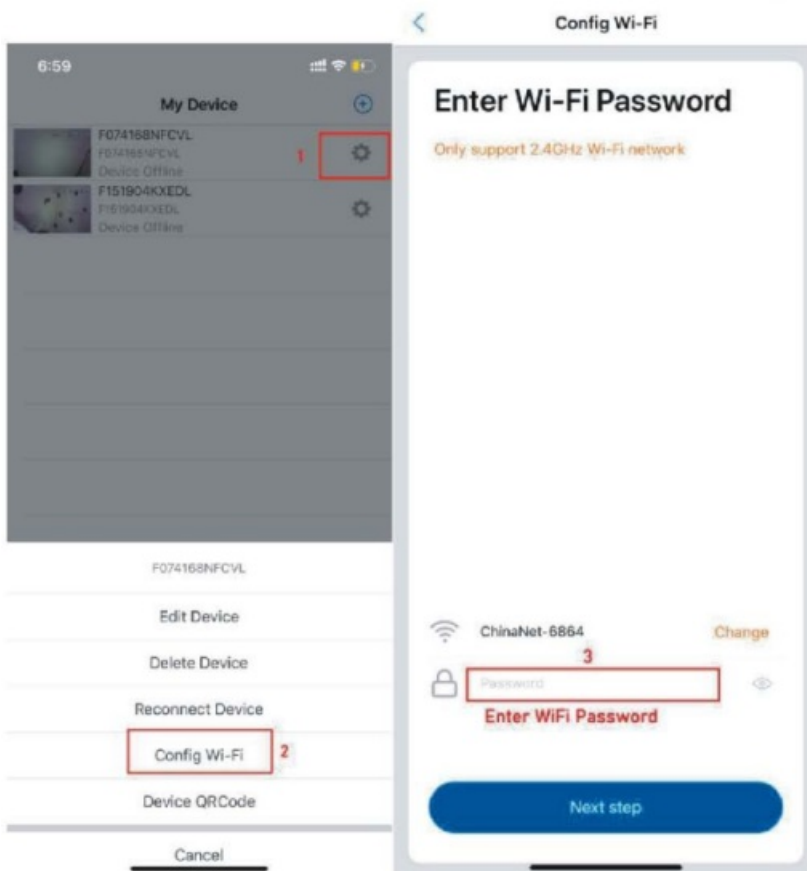 6:59
My Device
F074168NFCVL
F074168NFCVL
Device Offline
1
F151904KXEDL
F151904KXEDL
Device Offline
F074168NFCVL
Edit Device
Delete Device
Reconnect Device
Config Wi-Fi
2
Device QRCode
Cancel
Config Wi-Fi
Enter Wi-Fi Password
Only support 2.4GHz Wi-Fi network
ChinaNet-6864
Change
3
Password
Enter WiFi Password
Next step